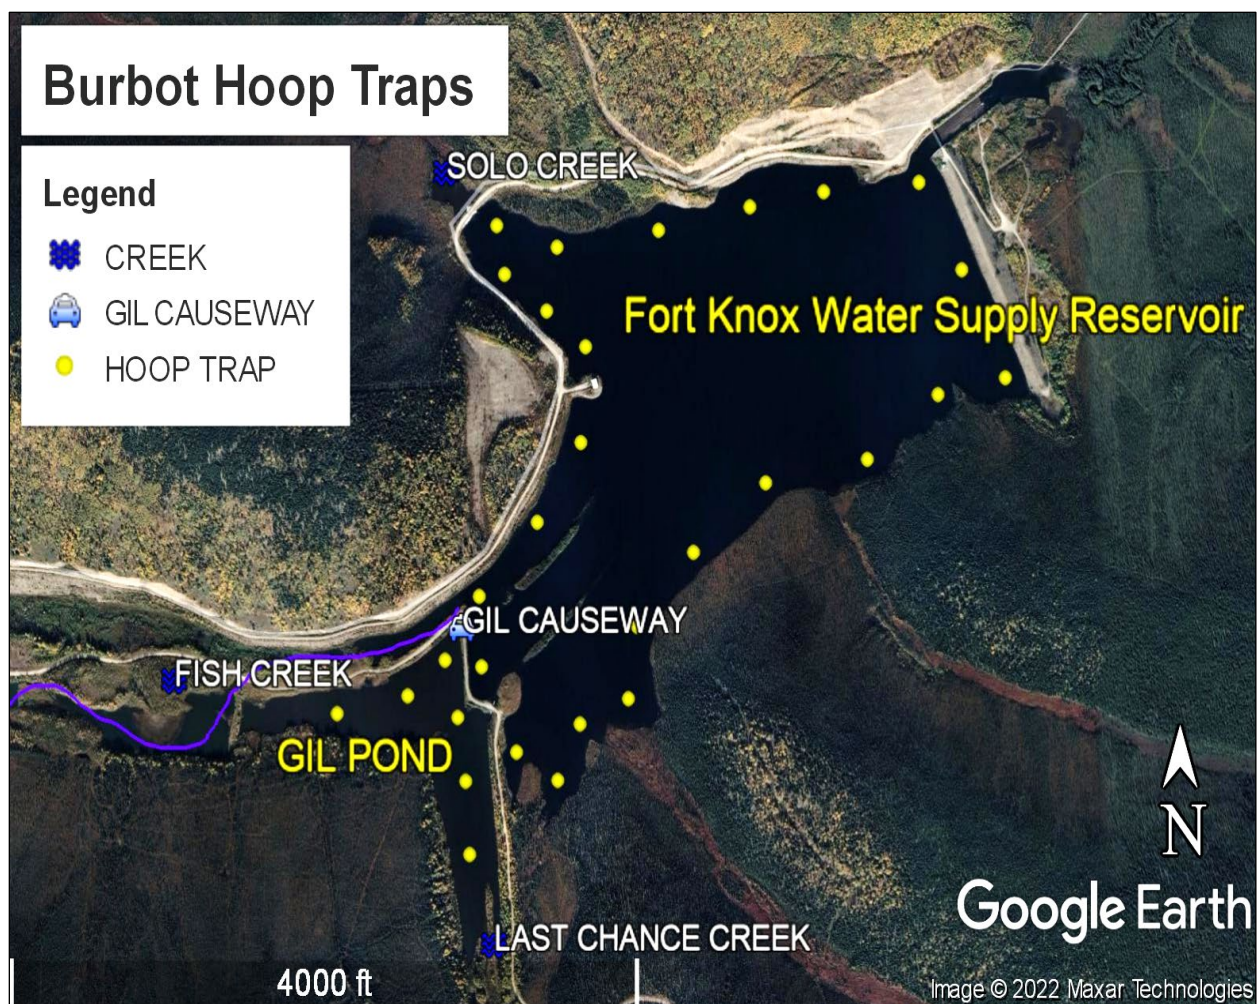 Burbot Hoop Traps
Legend
CREEK
GIL CAUSEWAY
HOOP TRAP
SOLO CREEK
Fort Knox Water Supply Reservoir
GIL CAUSEWAY
FISH CREEK
GIL POND
N
Google Earth
LAST CHANCE CREEK
4000 ft
Image © 2022 Maxar Technologies